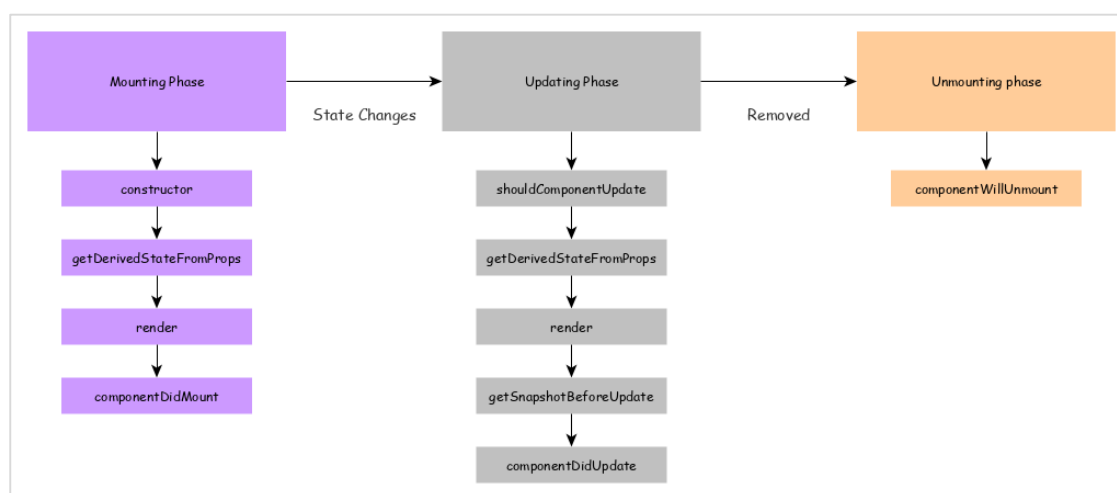 Mounting Phase
State Changes
Updating Phase
Removed
Unmounting phase
constructor
getDerivedStateFromProps
render
componentDidMount
shouldComponentUpdate
getDerivedStateFromProps
render
getSnapshotBeforeUpdate
componentDidUpdate
componentWillUnmount